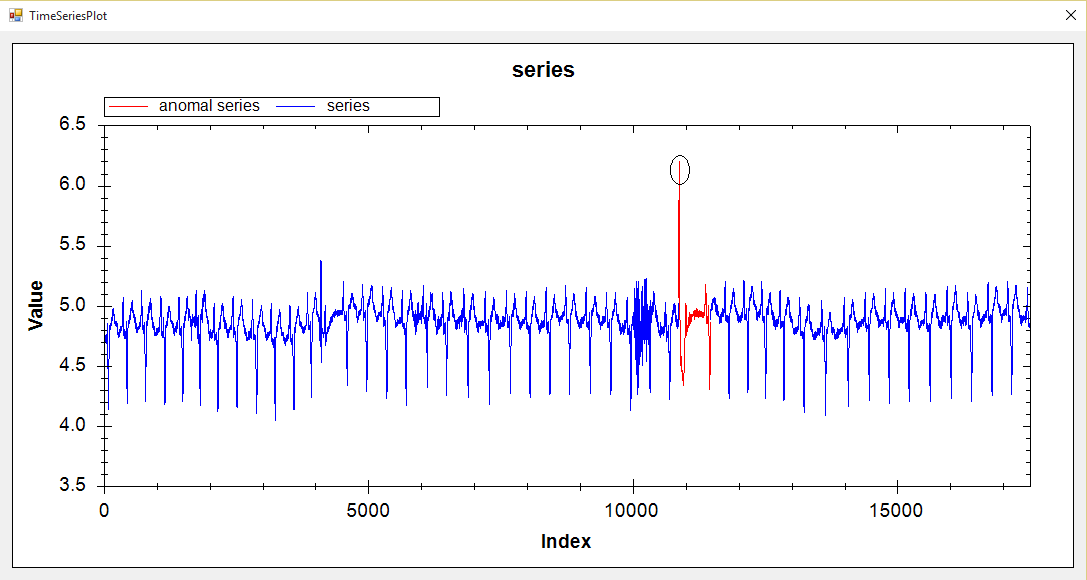 TimeSeriesPlot
series
anomal series series
6.5
6.0
5.5
5.0
4.5
4.0
3.5
Value
0 5000 10000 15000
Index